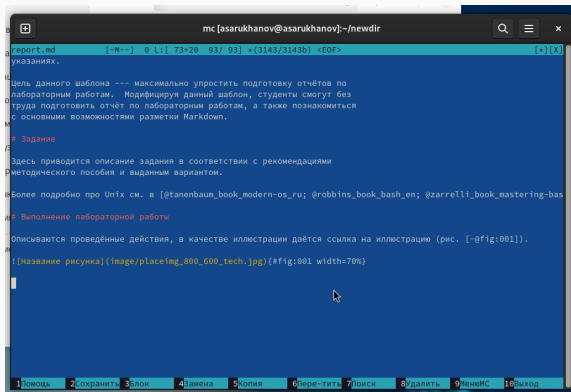 mc [asarukhanov@asarukhanov]:~/newdir
report.md [-M--] 0 L:[ 73+20 93/ 93] *(3143/3143b) <EOF> [*][X]
указаниях.
Цель данного шаблона --- максимально упростить подготовку отчётов по
лабораторным работам. Модифицируя данный шаблон, студенты смогут без
труда подготовить отчёт по лабораторным работам, а также познакомиться
с основными возможностями разметки Markdown.
# Задание
Здесь приводится описание задания в соответствии с рекомендациями
методического пособия и выданным вариантом.
Более подробно про Unix см. в [@tanenbaum_book_modern-os_ru; @robbins_book_bash_en; @zarrelli_book_mastering-bas
# Выполнение лабораторной работы
Описываются проведённые действия, в качестве иллюстрации даётся ссылка на иллюстрацию (рис. [-@fig:001]).
![Название рисунка](image/placeimg_800_600_tech.jpg){#fig:001 width=70%}
1Помощь 2Сохранить 3Блок 4Замена 5Копия 6Пере~тить 7Поиск 8Удалить 9МенюMC 10Выход